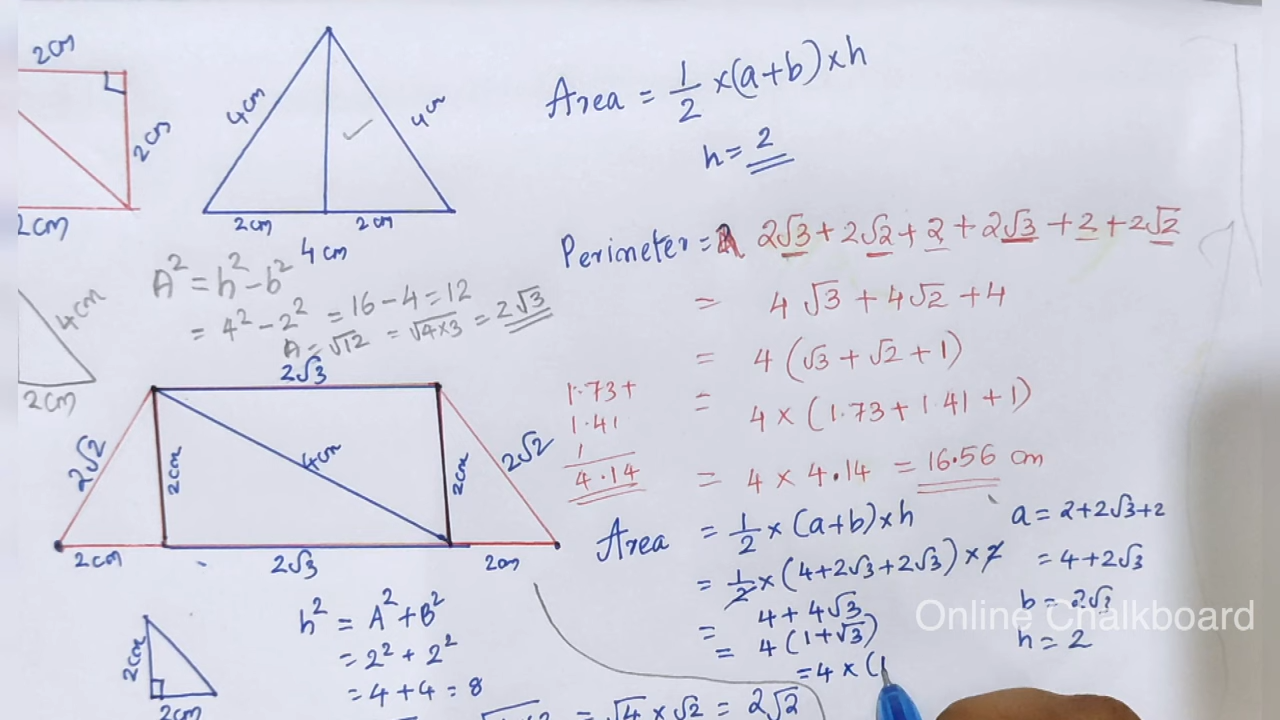 2cm
2cm
2cm
4cm
4cm
2cm 2cm
4cm
Area = 1/2 ×(a+b)×h
h= 2
Perimeter = 2√3 + 2√2 + 2 + 2√3 + 2 + 2√2
= 4√3 + 4√2 + 4
= 4(√3 + √2 + 1)
= 4×(1.73 + 1.41 + 1)
= 4 × 4.14 = 16.56 cm
1.73+
1.41
1
4.14
A² = h² - b²
= 4² - 2² = 16 - 4 = 12
A = √12 = √4×3 = 2√3
4cm
2cm
2√3
2√2
2cm
4cm
2cm
2√2
2cm
2√3
2cm
Area = 1/2 × (a+b)×h
= 1/2 × (4+2√3+2√3) × 2
= 4 + 4√3
= 4(1+√3)
= 4 × (1
a = 2+2√3+2
= 4+2√3
b = 2√3
h = 2
Online Chalkboard
2cm
2cm
h² = A² + B²
= 2² + 2²
= 4+4 = 8
= √4 × √2 = 2√2